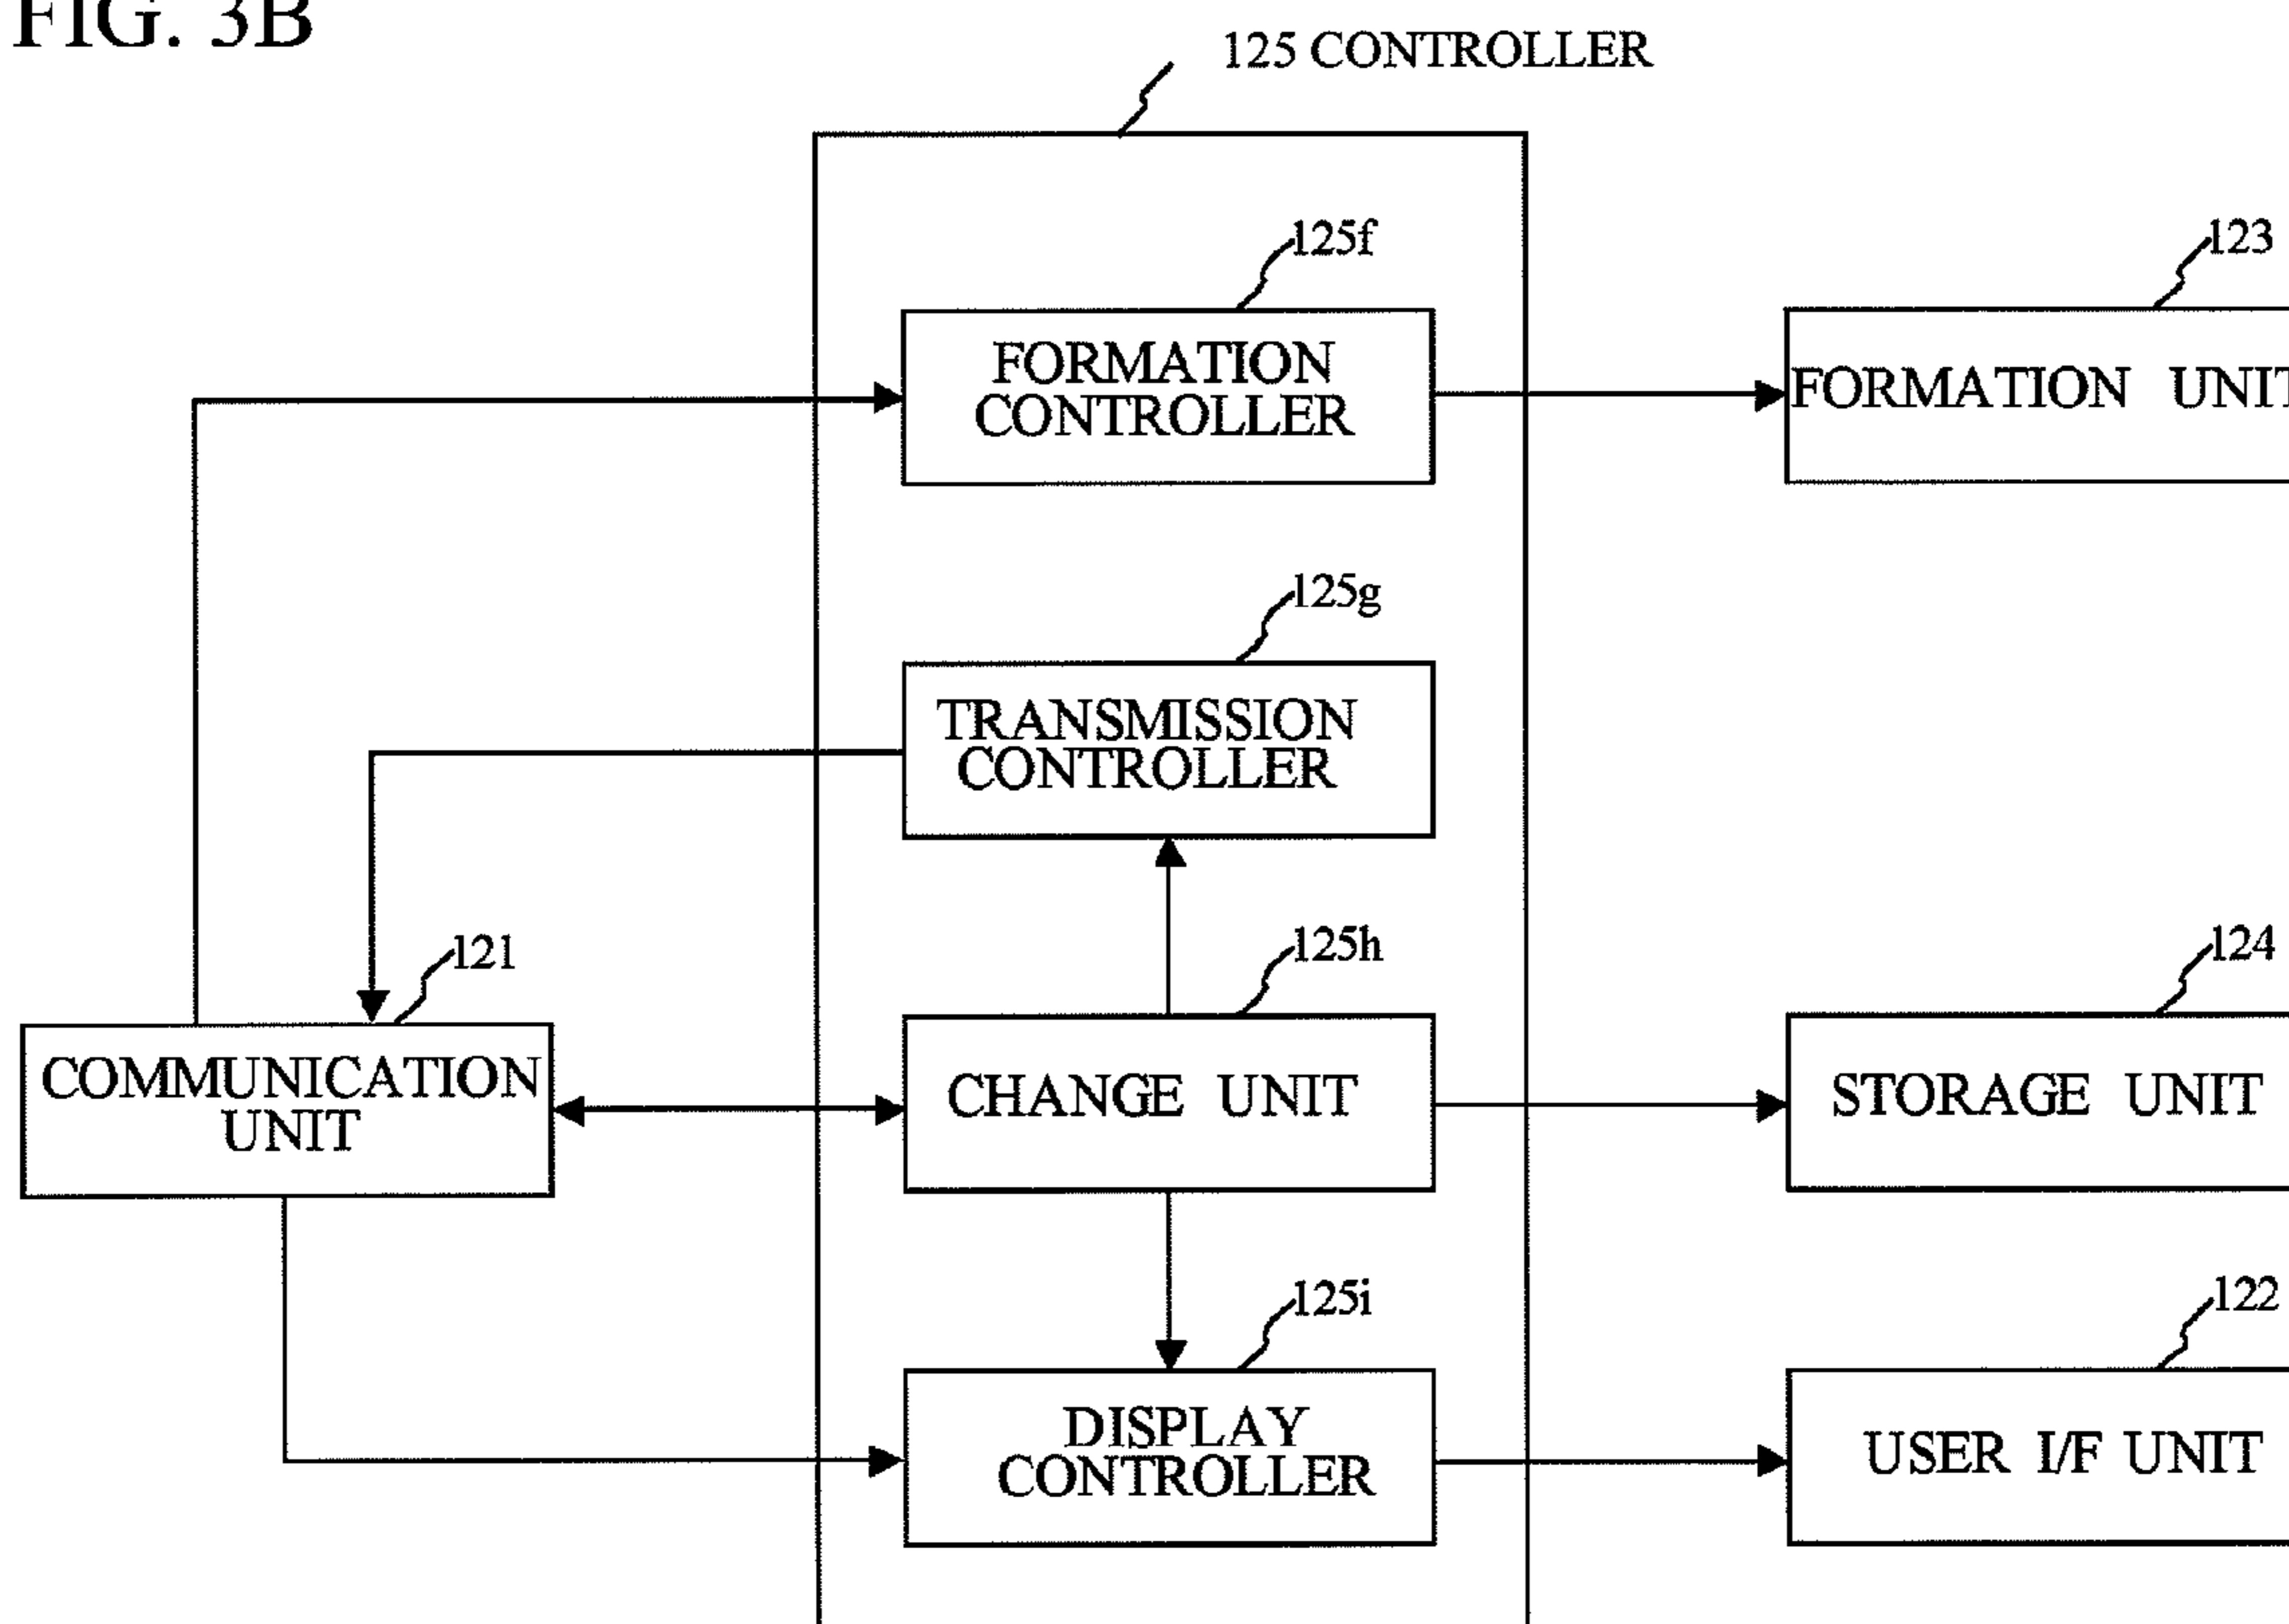 FIG. 3B
125 CONTROLLER
125f
123
FORMATION
CONTROLLER
FORMATION UNIT
125g
TRANSMISSION
CONTROLLER
121
125h
124
COMMUNICATION
UNIT
CHANGE UNIT
STORAGE UNIT
125i
122
DISPLAY
CONTROLLER
USER I/F UNIT